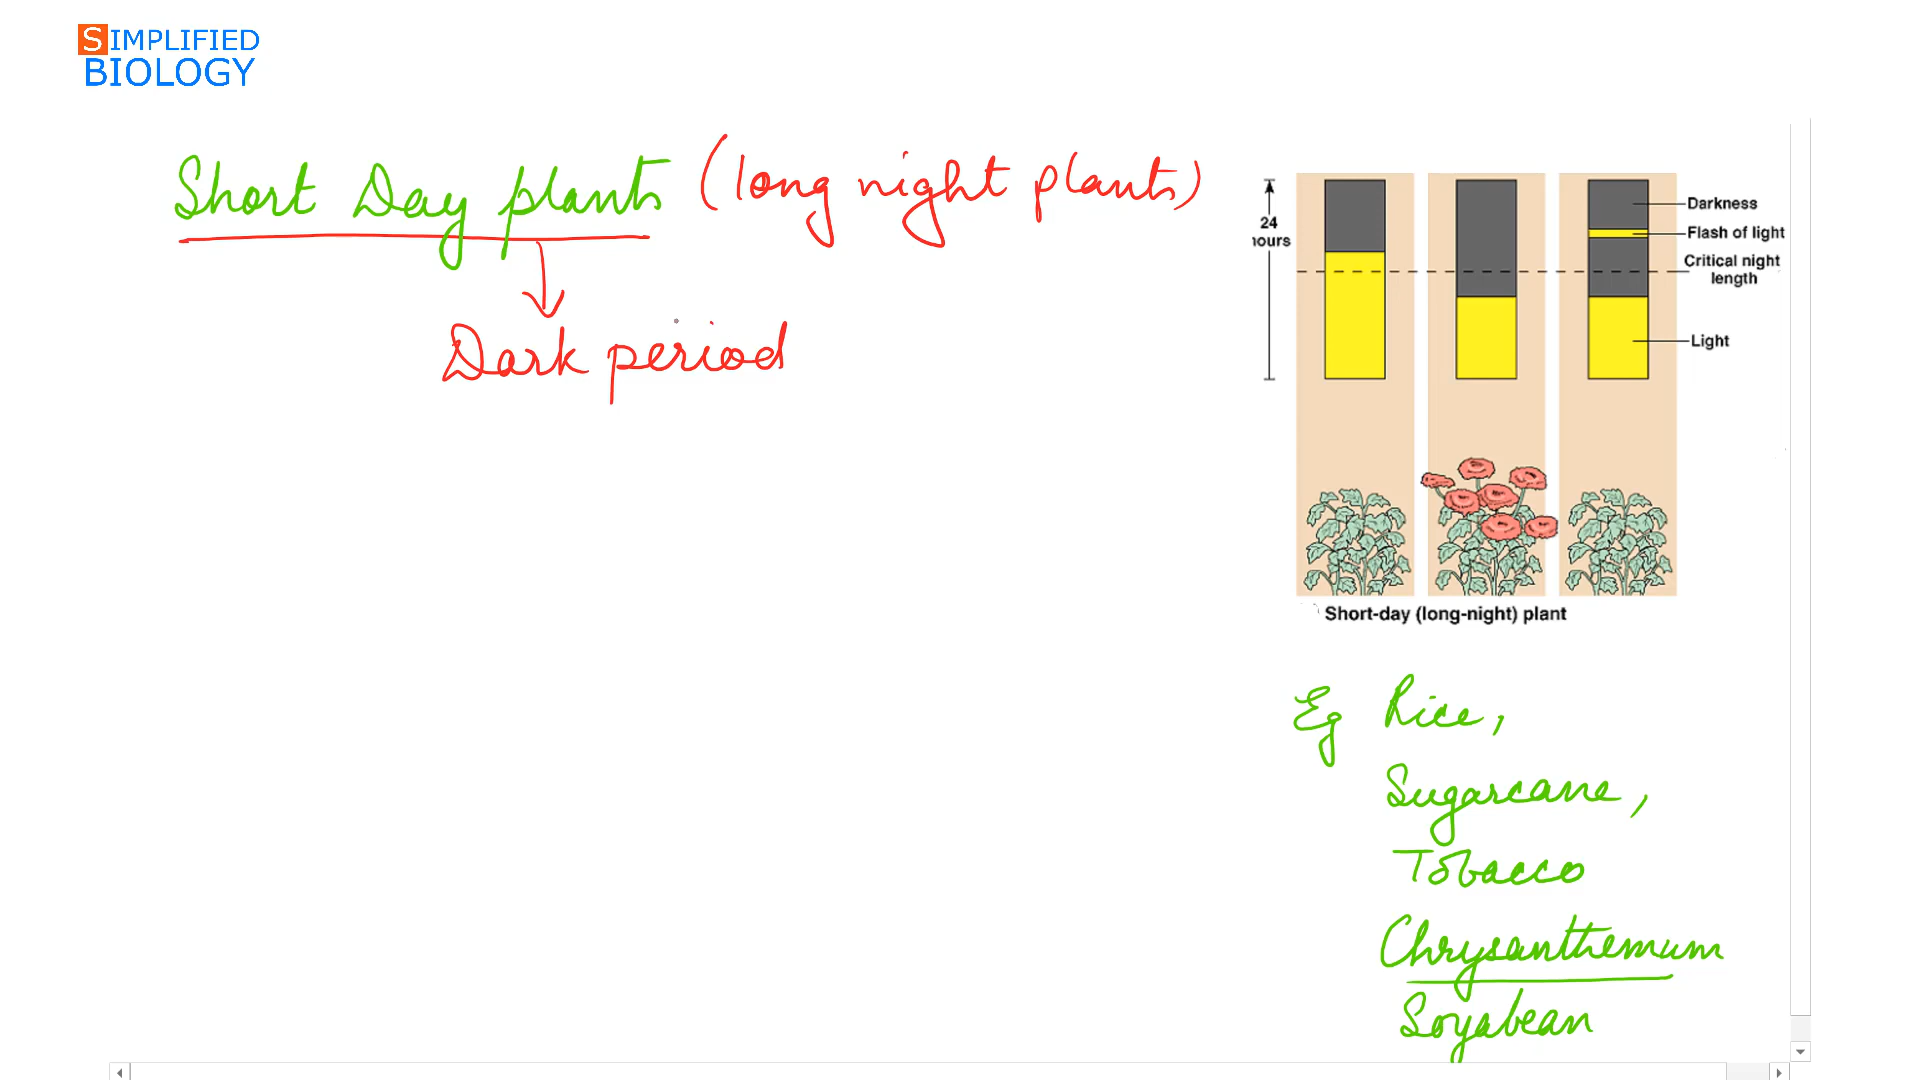 SIMPLIFIED
BIOLOGY
Short Day plants (long night plants)
Dark period
24
hours
Darkness
Flash of light
Critical night
length
Light
Short-day (long-night) plant
Eg Rice,
Sugarcane,
Tobacco
Chrysanthemum
Soyabean